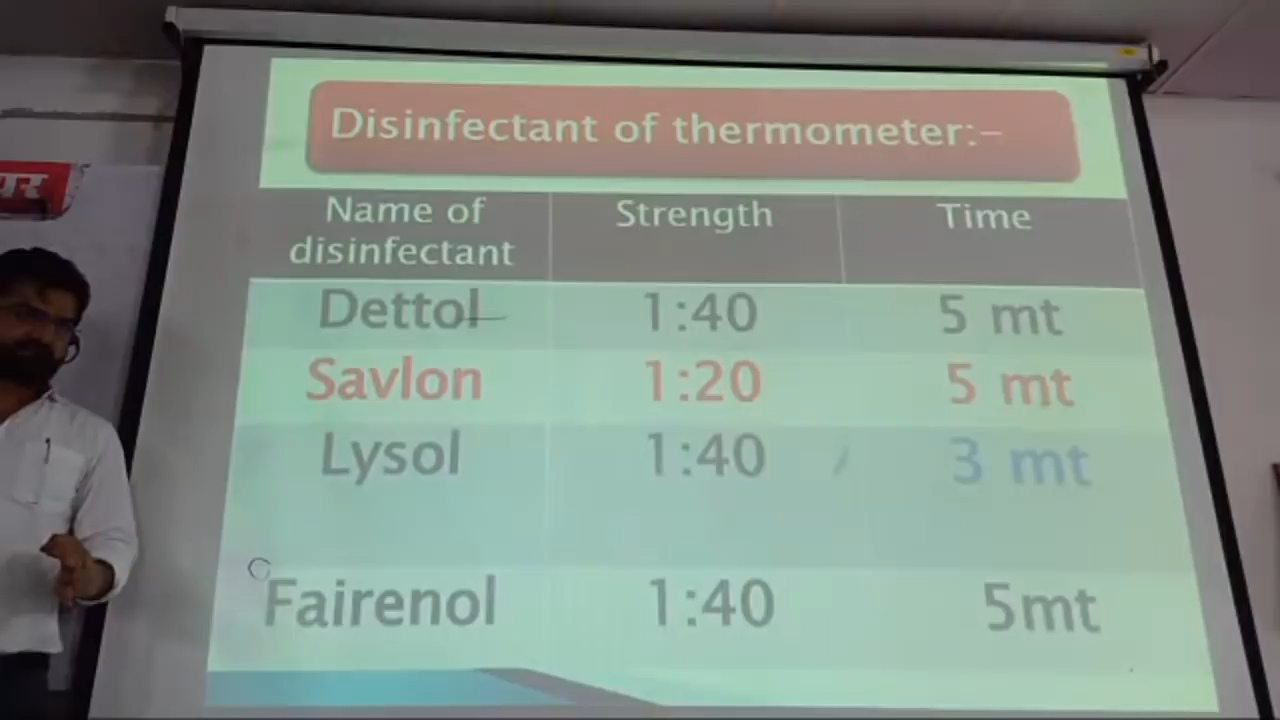 Disinfectant of thermometer:-
Name of disinfectant Strength Time
Dettol 1:40 5 mt
Savlon 1:20 5 mt
Lysol 1:40 3 mt
Fairenol 1:40 5mt